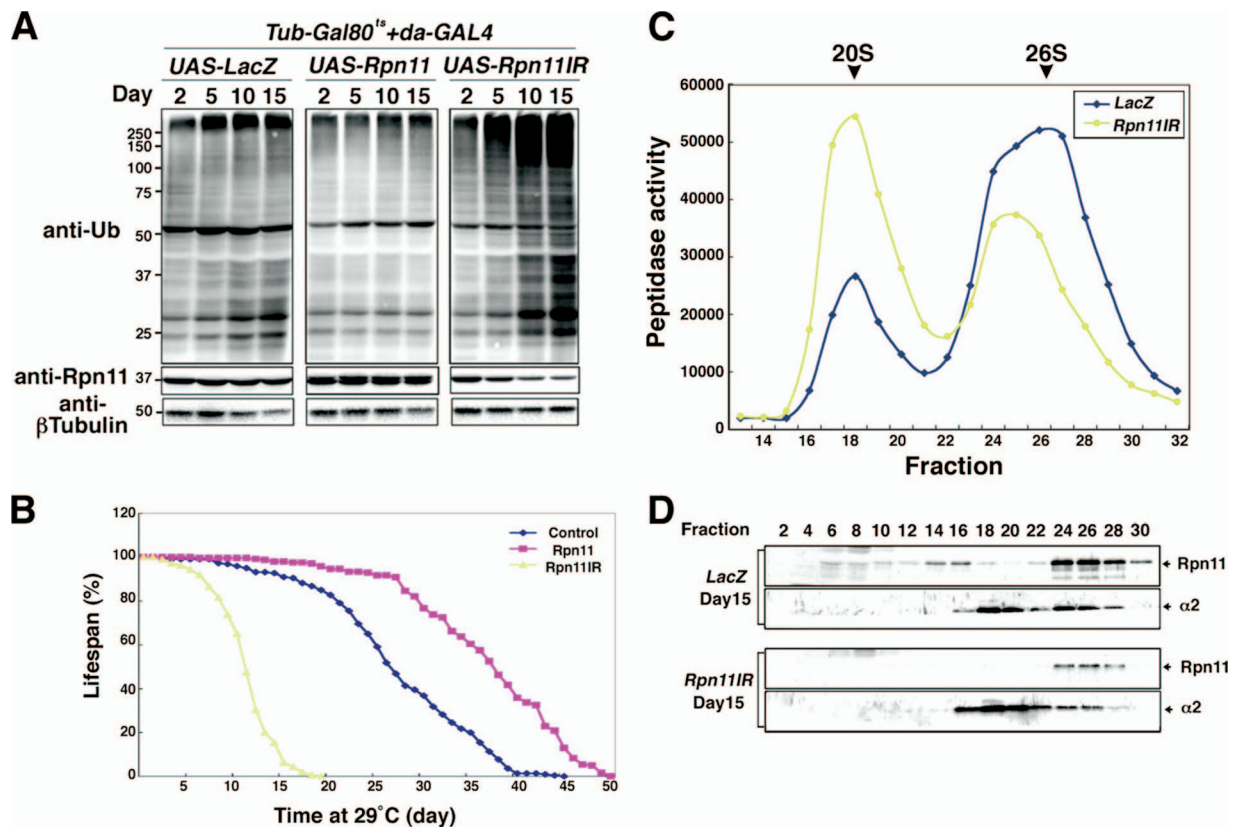 A
Tub-Gal80ts+da-GAL4
UAS-LacZ UAS-Rpn11 UAS-Rpn11IR
Day 2 5 10 15 2 5 10 15 2 5 10 15
250
150
100
75
anti-Ub
50
37
25
anti-Rpn11 37
anti-
βTubulin
50
B
120
100
80
60
40
20
0
Lifespan (%)
Control
Rpn11
Rpn11IR
5 10 15 20 25 30 35 40 45 50
Time at 29°C (day)
C
20S 26S
60000
50000
40000
30000
20000
10000
0
Peptidase activity
LacZ
Rpn11IR
14 16 18 20 22 24 26 28 30 32
Fraction
D
Fraction 2 4 6 8 10 12 14 16 18 20 22 24 26 28 30
LacZ
Day15
Rpn11
α2
Rpn11IR
Day15
Rpn11
α2